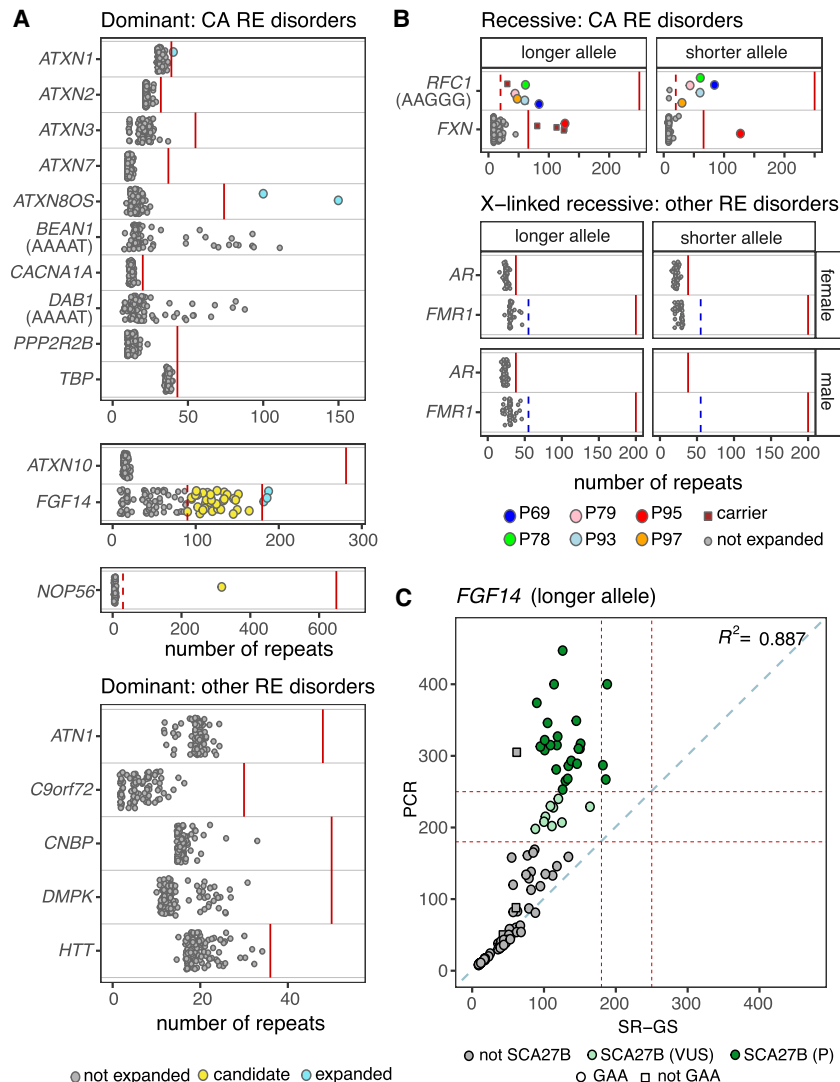 A
Dominant: CA RE disorders
ATXN1
ATXN2
ATXN3
ATXN7
ATXN8OS
BEAN1
(AAAAT)
CACNA1A
DAB1
(AAAAT)
PPP2R2B
TBP
0 50 100 150
ATXN10
FGF14
0 100 200 300
NOP56
0 200 400 600
number of repeats
Dominant: other RE disorders
ATN1
C9orf72
CNBP
DMPK
HTT
0 20 40
number of repeats
not expanded candidate expanded
B
Recessive: CA RE disorders
longer allele shorter allele
RFC1
(AAGGG)
FXN
0 100 200 0 100 200
X−linked recessive: other RE disorders
longer allele shorter allele
AR
FMR1
female
AR
FMR1
male
0 50 100 150 200 0 50 100 150 200
number of repeats
P69 P79 P95 carrier
P78 P93 P97 not expanded
C
FGF14 (longer allele)
R2= 0.887
PCR
400
300
200
100
0
0 100 200 300 400
SR−GS
not SCA27B SCA27B (VUS) SCA27B (P)
GAA not GAA